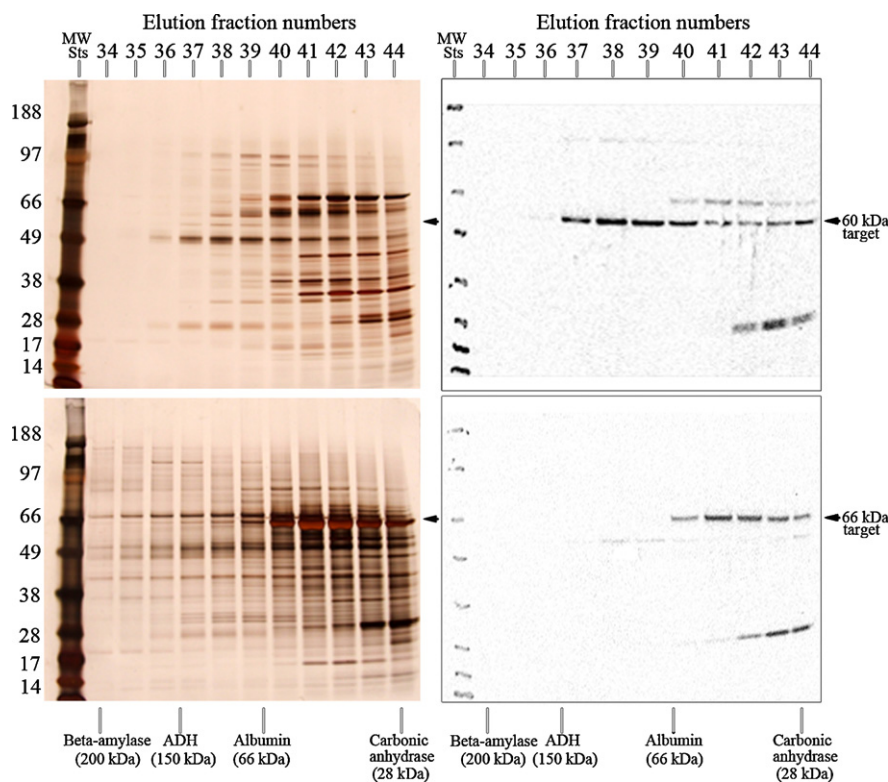 Elution fraction numbers
MW Sts 34 35 36 37 38 39 40 41 42 43 44
188
97
66
49
38
28
17
14
Elution fraction numbers
MW Sts 34 35 36 37 38 39 40 41 42 43 44
60 kDa
target
188
97
66
49
38
28
17
14
66 kDa
target
Beta-amylase
(200 kDa)
ADH
(150 kDa)
Albumin
(66 kDa)
Carbonic
anhydrase
(28 kDa)
Beta-amylase
(200 kDa)
ADH
(150 kDa)
Albumin
(66 kDa)
Carbonic
anhydrase
(28 kDa)